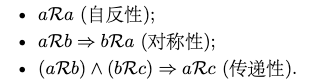 • aℛa (自反性);
• aℛb ⇒ bℛa (对称性);
• (aℛb) ∧ (bℛc) ⇒ aℛc (传递性).